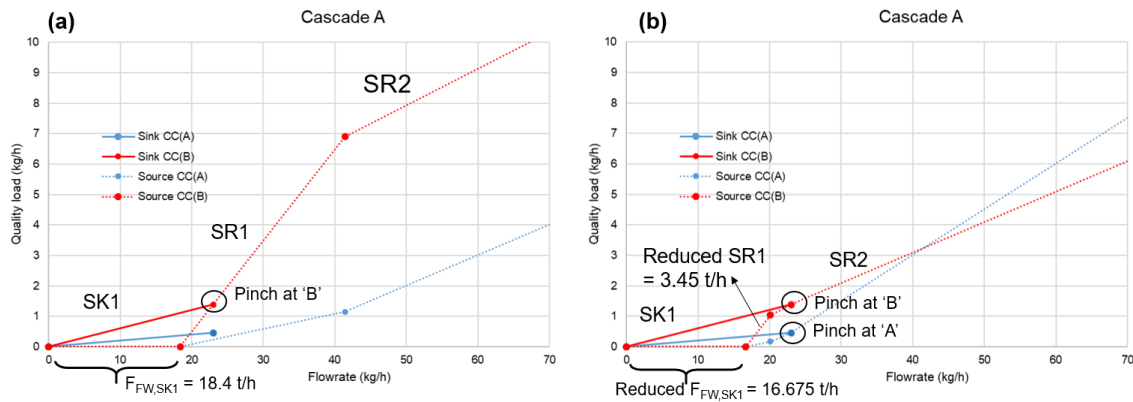 (a)
Cascade A
10
9
8
7
6
5
4
3
2
1
0
Quality load (kg/h)
Sink CC(A)
Sink CC(B)
Source CC(A)
Source CC(B)
SR2
SR1
SK1
Pinch at ‘B’
0 10 20 30 40 50 60 70
Flowrate (kg/h)
F_FW,SK1 = 18.4 t/h
(b)
Cascade A
10
9
8
7
6
5
4
3
2
1
0
Quality load (kg/h)
Sink CC(A)
Sink CC(B)
Source CC(A)
Source CC(B)
Reduced SR1
= 3.45 t/h
SR2
SK1
Pinch at ‘B’
Pinch at ‘A’
0 10 20 30 40 50 60 70
Flowrate (kg/h)
Reduced F_FW,SK1 = 16.675 t/h